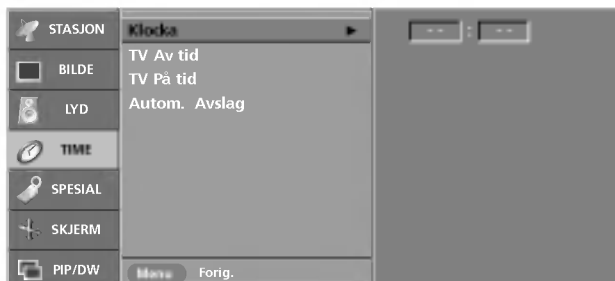 STASJON
BILDE
LYD
TIME
SPESIAL
SKJERM
PIP/DW
Klocka
TV Av tid
TV På tid
Autom. Avslag
Menu Forig.
-- : --